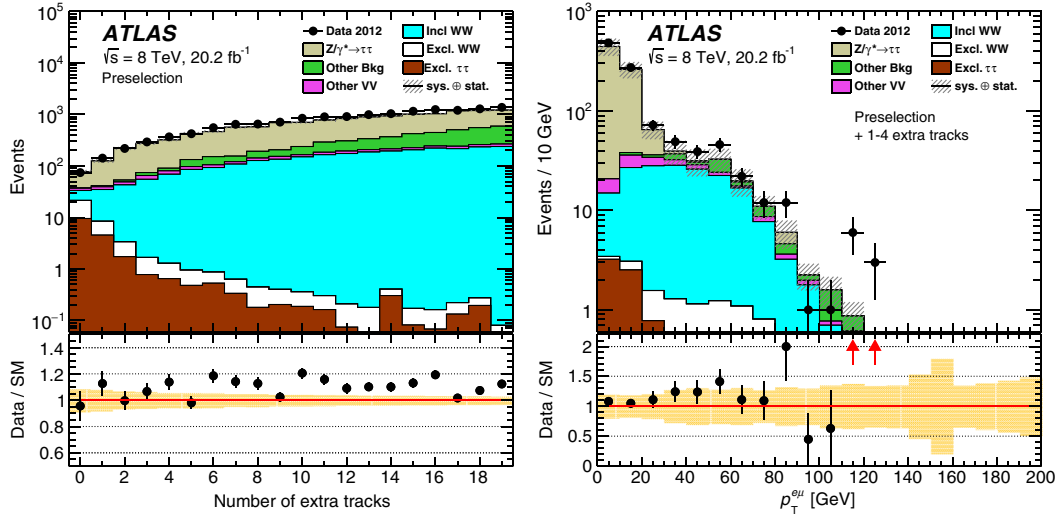 ATLAS
√s = 8 TeV, 20.2 fb⁻¹
Preselection
Data 2012
Z/γ*→ττ
Other Bkg
Other VV
Incl WW
Excl. WW
Excl. ττ
sys. ⊕ stat.
Events
10⁵
10⁴
10³
10²
10
1
10⁻¹
Data / SM
1.4
1.2
1.0
0.8
0.6
0 2 4 6 8 10 12 14 16 18
Number of extra tracks
ATLAS
√s = 8 TeV, 20.2 fb⁻¹
Data 2012
Z/γ*→ττ
Other Bkg
Other VV
Incl WW
Excl. WW
Excl. ττ
sys. ⊕ stat.
Preselection
+ 1-4 extra tracks
Events / 10 GeV
10³
10²
10
1
Data / SM
2
1.5
1
0.5
0
0 20 40 60 80 100 120 140 160 180 200
p_T^{eμ} [GeV]